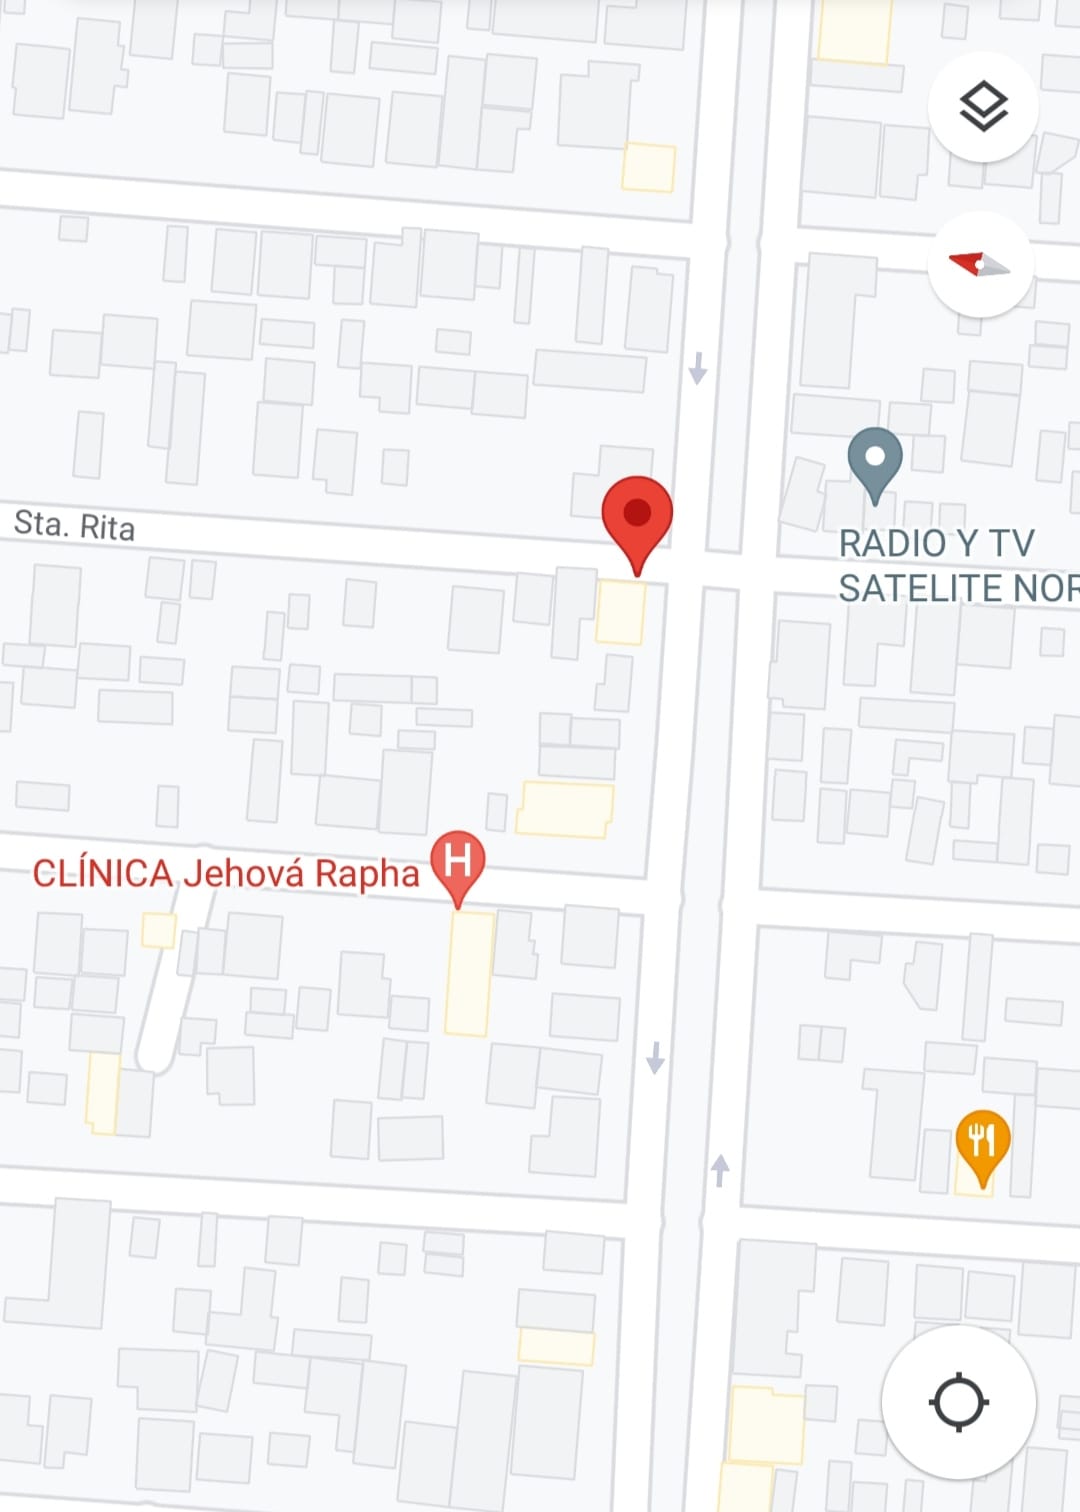 Sta. Rita
RADIO Y TV
SATELITE NOR
CLÍNICA Jehová Rapha
H